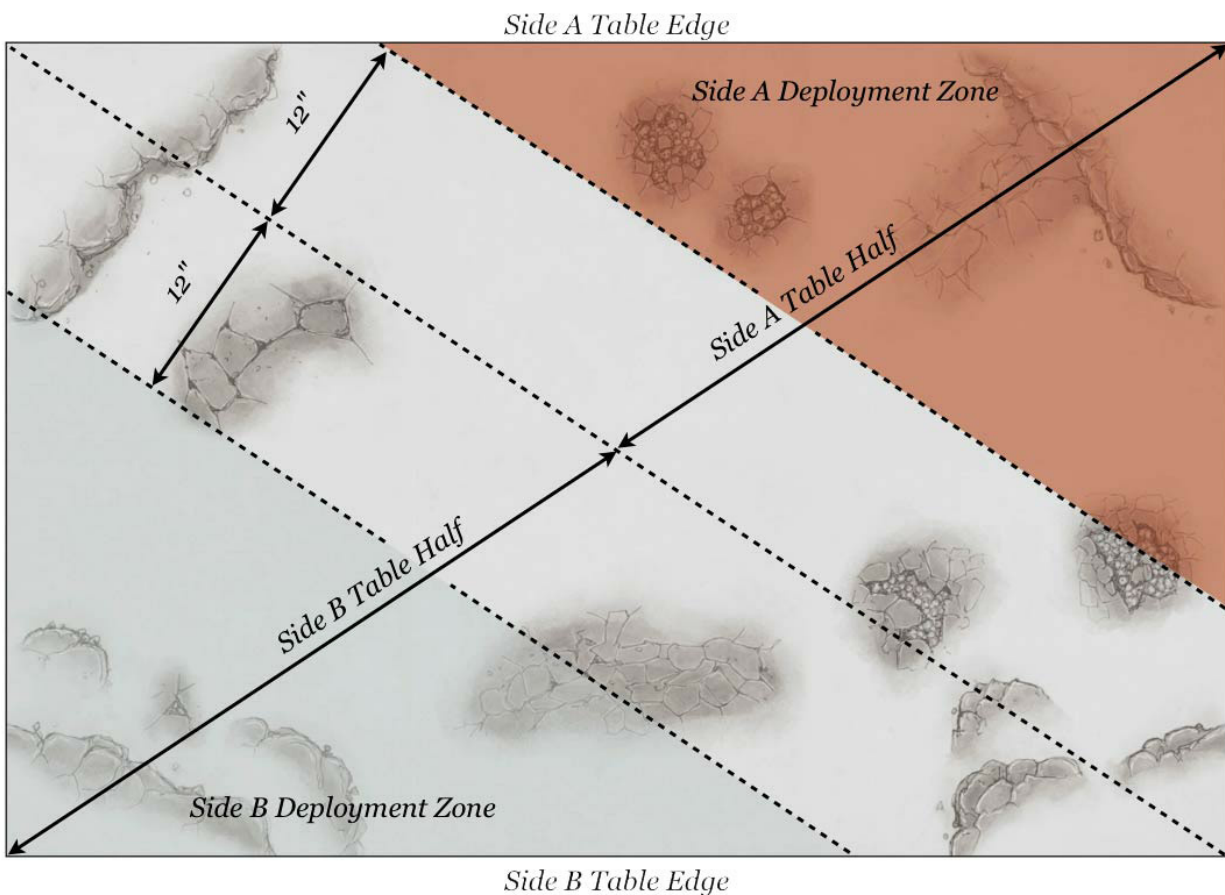 Side A Table Edge
Side A Deployment Zone
12"
12"
Side A Table Half
Side B Table Half
Side B Deployment Zone
Side B Table Edge